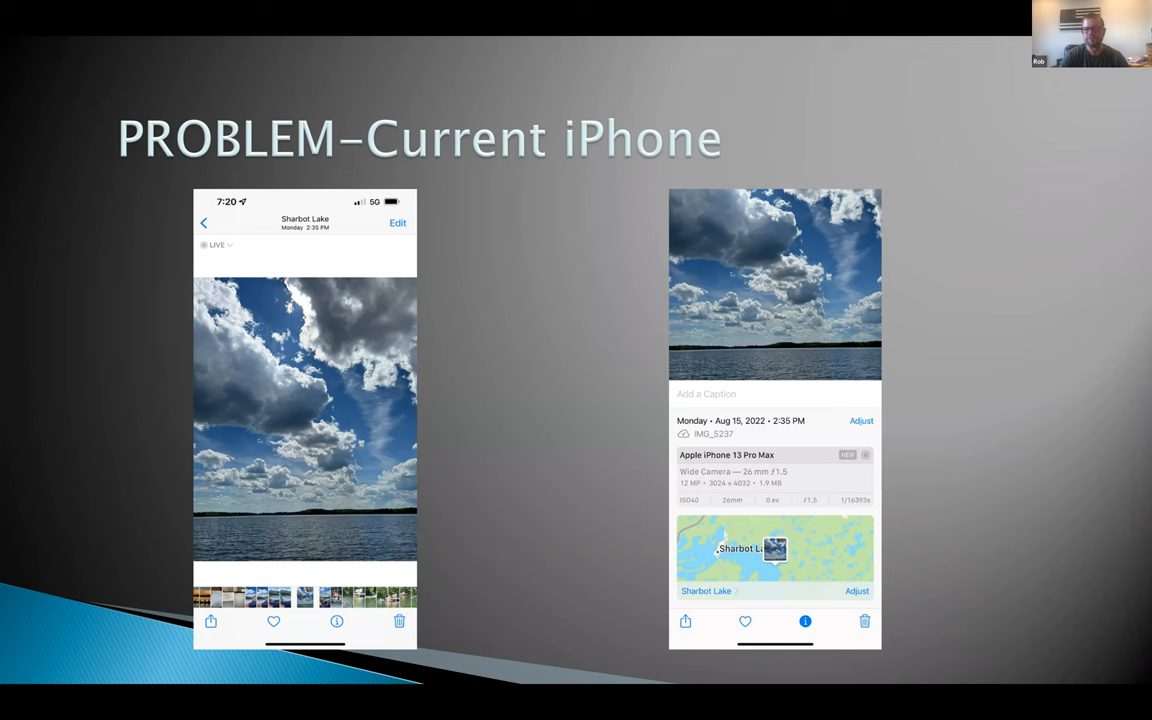 Rob
PROBLEM-Current iPhone
7:20
5G
Sharbot Lake
Monday 2:35 PM
Edit
LIVE
Add a Caption
Monday • Aug 15, 2022 • 2:35 PM
Adjust
IMG_5237
Apple iPhone 13 Pro Max
HEIF
Wide Camera — 26 mm ƒ1.5
12 MP • 3024 × 4032 • 1.9 MB
ISO40 26mm 0 ev ƒ1.5 1/16393s
Sharbot La
Sharbot Lake
Adjust